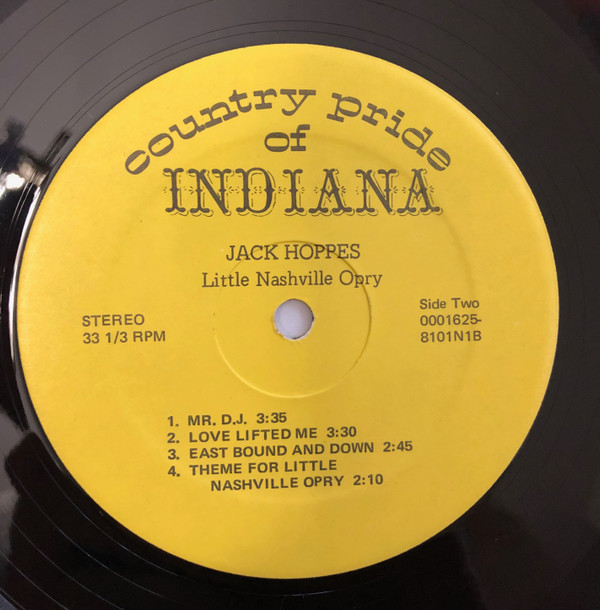 country pride
of
INDIANA
JACK HOPPES
Little Nashville Opry
STEREO
33 1/3 RPM
Side Two
0001625-
8101N1B
1. MR. D.J. 3:35
2. LOVE LIFTED ME 3:30
3. EAST BOUND AND DOWN 2:45
4. THEME FOR LITTLE
NASHVILLE OPRY 2:10